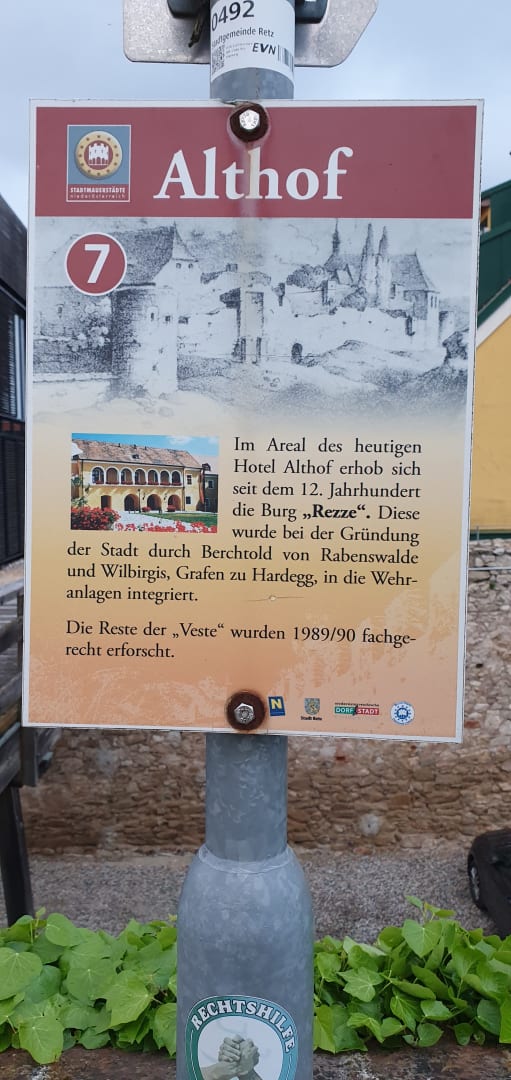 0492
Stadtgemeinde Retz
EVN
STADTMAUERSTÄDTE
niederösterreich
Althof
7
Im Areal des heutigen
Hotel Althof erhob sich
seit dem 12. Jahrhundert
die Burg „Rezze“. Diese
wurde bei der Gründung
der Stadt durch Berchtold von Rabenswalde
und Wilbirgis, Grafen zu Hardegg, in die Wehr-
anlagen integriert.
Die Reste der „Veste“ wurden 1989/90 fachge-
recht erforscht.
N
Stadt Retz
DORF STADT
RECHTSHILFE